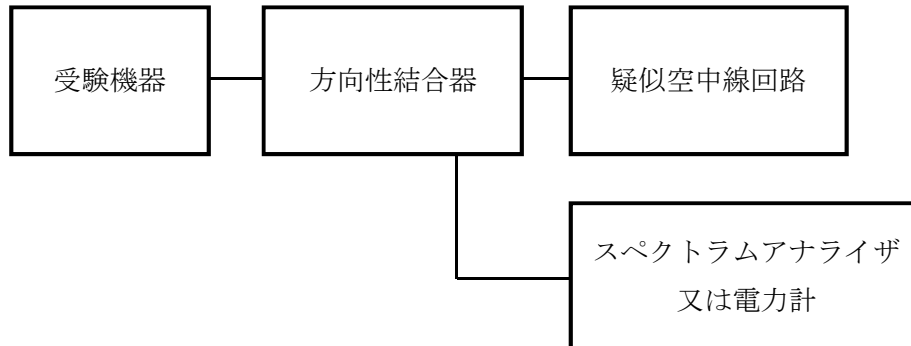 受験機器
方向性結合器
疑似空中線回路
スペクトラムアナライザ
又は電力計